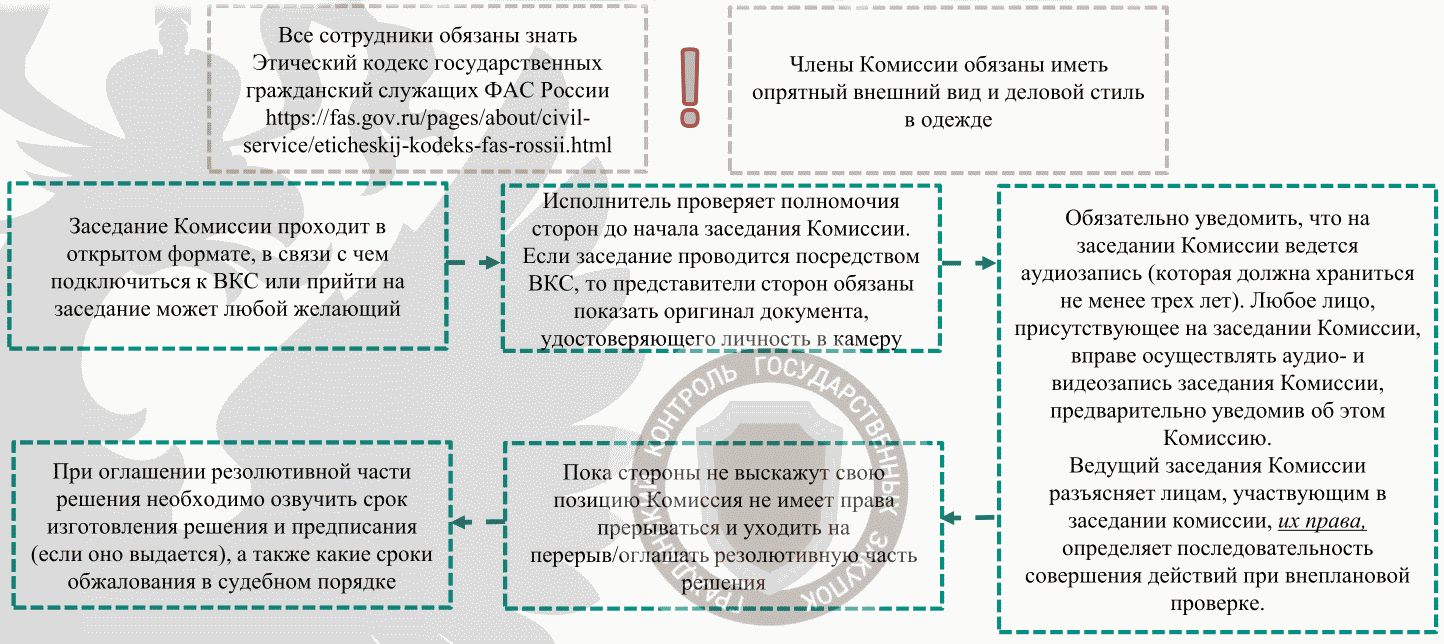 Все сотрудники обязаны знать
Этический кодекс государственных
гражданский служащих ФАС России
https://fas.gov.ru/pages/about/civil-
service/eticheskij-kodeks-fas-rossii.html
!
Члены Комиссии обязаны иметь
опрятный внешний вид и деловой стиль
в одежде
Заседание Комиссии проходит в
открытом формате, в связи с чем
подключиться к ВКС или прийти на
заседание может любой желающий
Исполнитель проверяет полномочия
сторон до начала заседания Комиссии.
Если заседание проводится посредством
ВКС, то представители сторон обязаны
показать оригинал документа,
удостоверяющего личность в камеру
Обязательно уведомить, что на
заседании Комиссии ведется
аудиозапись (которая должна храниться
не менее трех лет). Любое лицо,
присутствующее на заседании Комиссии,
вправе осуществлять аудио- и
видеозапись заседания Комиссии,
предварительно уведомив об этом
Комиссию.
Ведущий заседания Комиссии
разъясняет лицам, участвующим в
заседании комиссии, их права,
определяет последовательность
совершения действий при внеплановой
проверке.
Пока стороны не выскажут свою
позицию Комиссия не имеет права
прерываться и уходить на
перерыв/оглашать резолютивную часть
решения
При оглашении резолютивной части
решения необходимо озвучить срок
изготовления решения и предписания
(если оно выдается), а также какие сроки
обжалования в судебном порядке
ГРАЖДАНСКИЙ КОНТРОЛЬ ГОСУДАРСТВЕННЫХ ЗАКУПОК